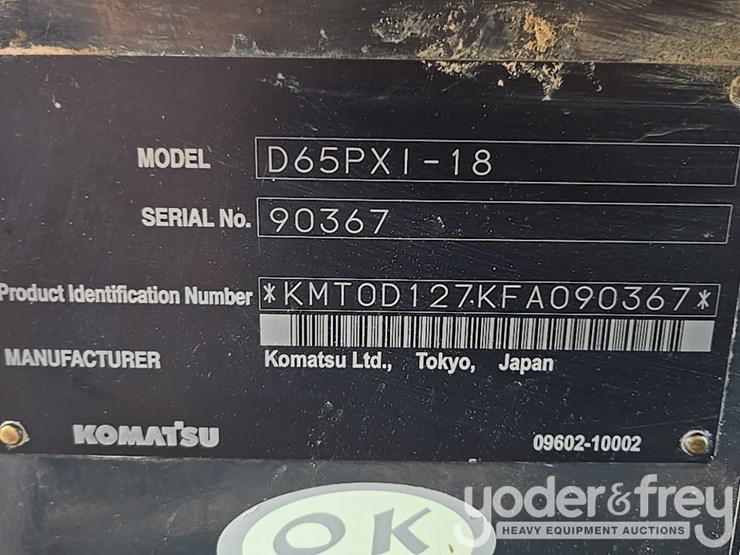 MODEL D65PXI-18
SERIAL No. 90367
Product Identification Number *KMT0D127KFA090367*
MANUFACTURER Komatsu Ltd., Tokyo, Japan
KOMATSU 09602-10002
OK
yoder&frey
HEAVY EQUIPMENT AUCTIONS